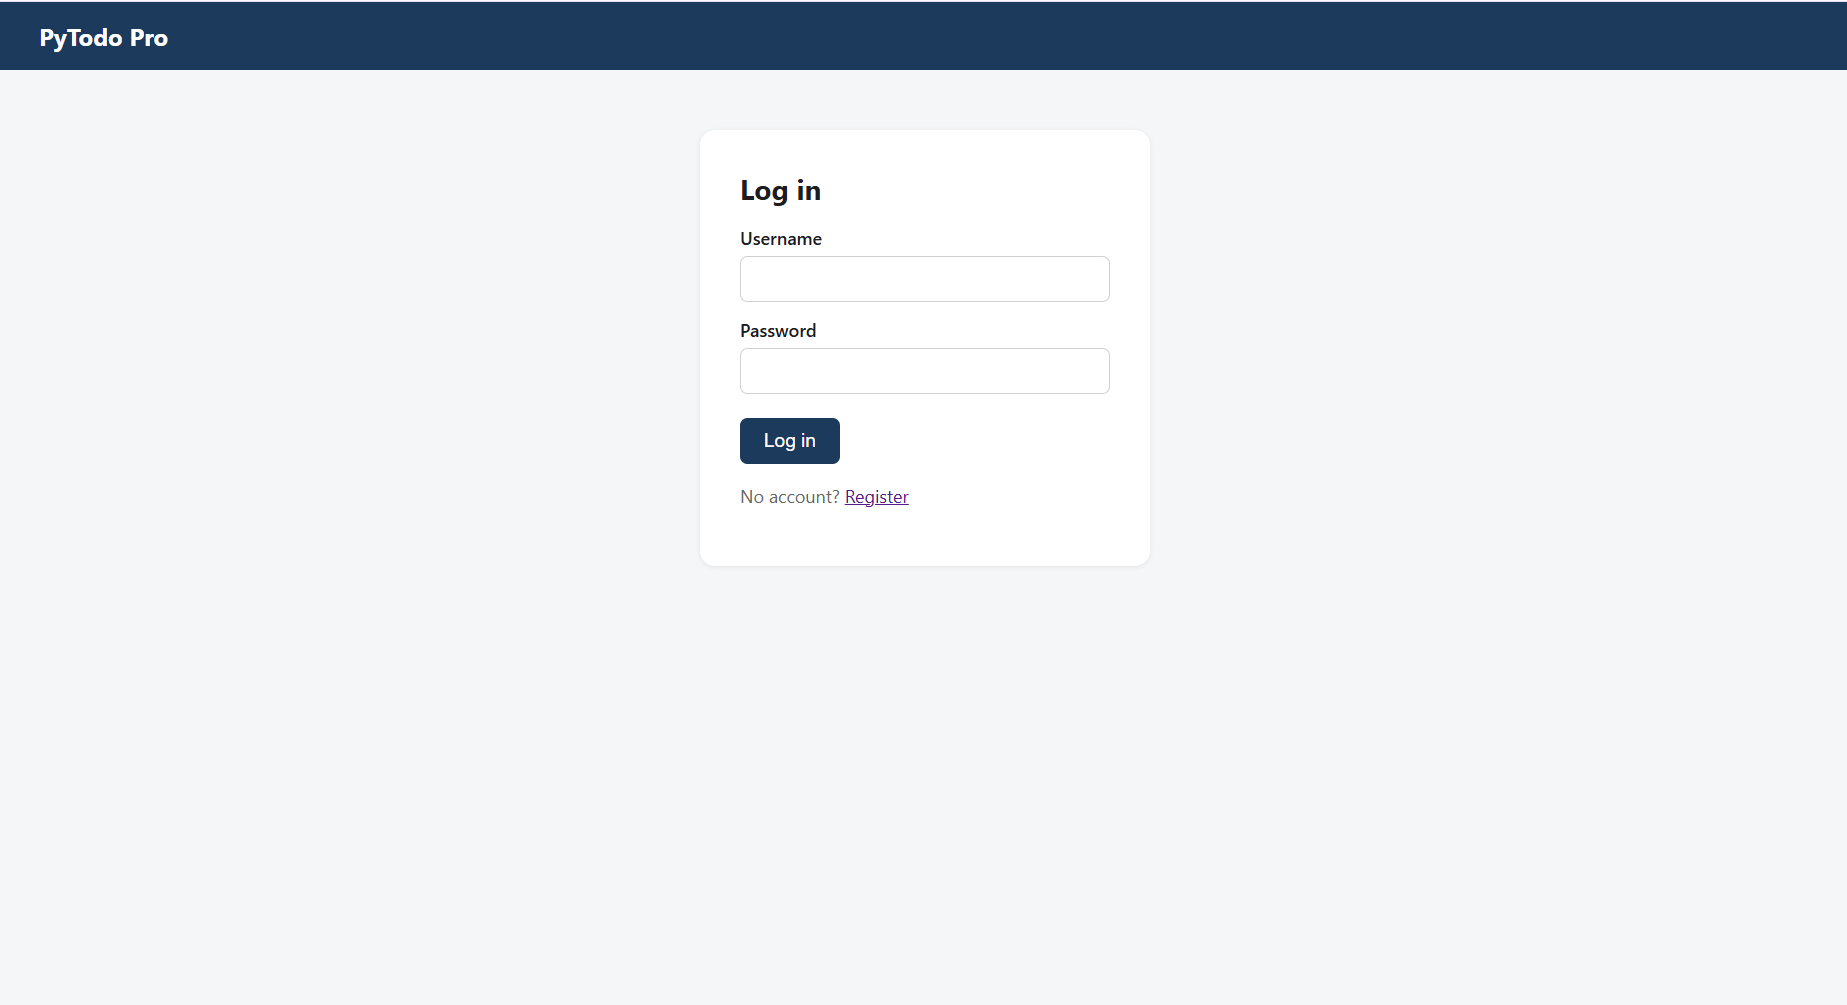 PyTodo Pro
Log in
Username
Password
Log in
No account? Register